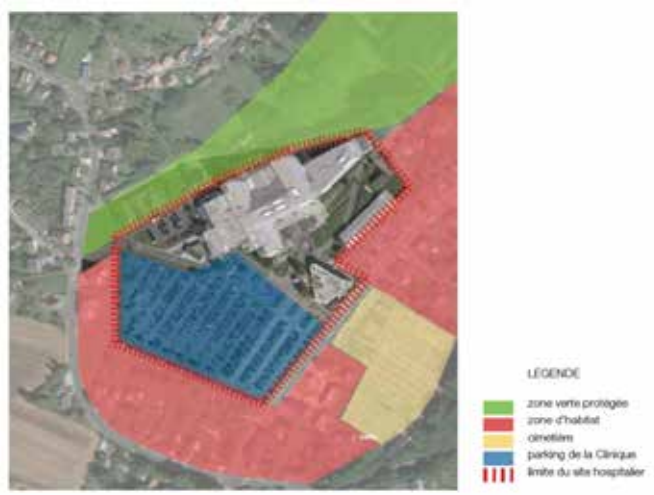 LEGENDE
zone verte protégée
zone d'habitat
cimetière
parking de la Clinique
limite du site hospitalier